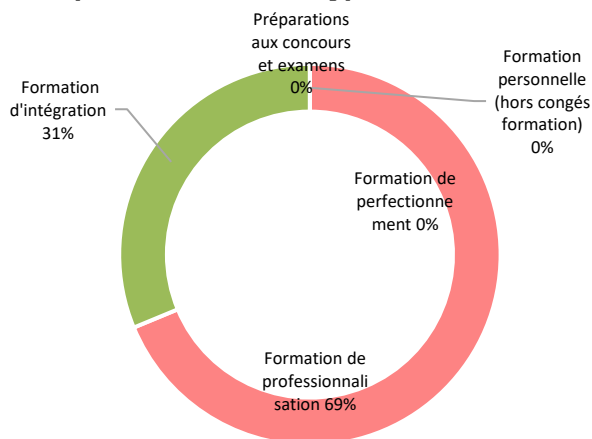 Préparations
aux concours
et examens
0%
Formation
personnelle
(hors congés
formation)
0%
Formation
d'intégration
31%
Formation de
perfectionne
ment 0%
Formation de
professionnali
sation 69%